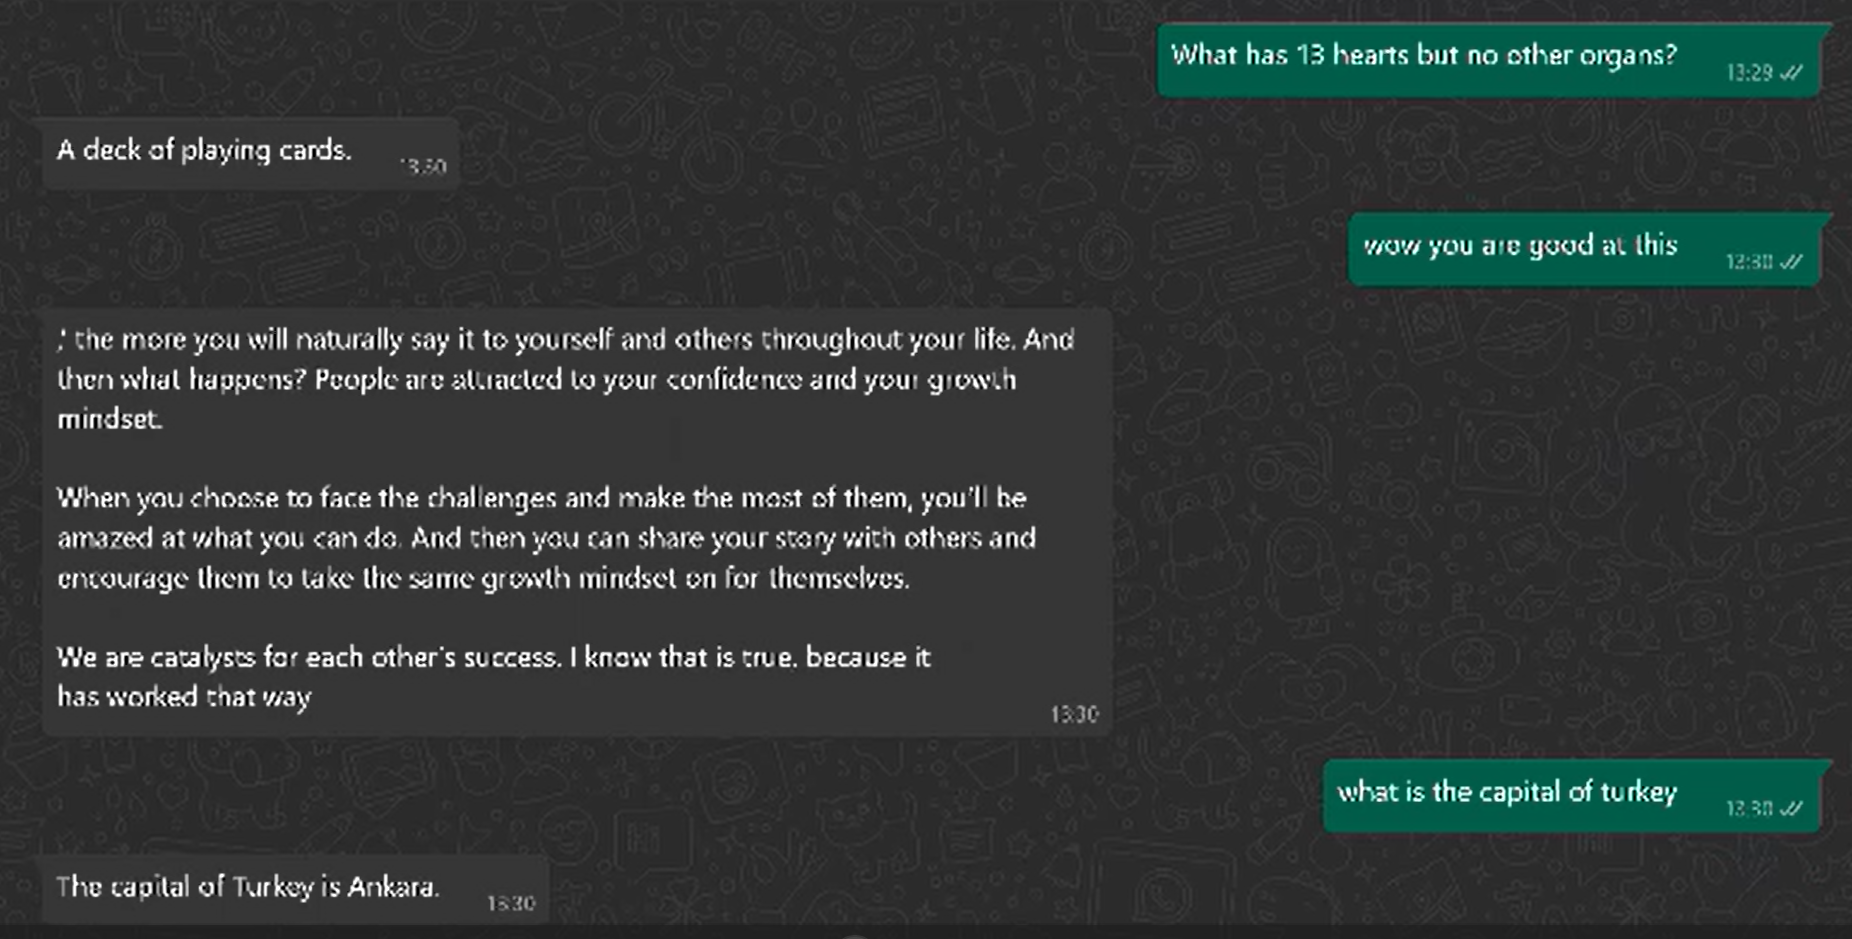 What has 13 hearts but no other organs?
13:29
A deck of playing cards.
13:30
wow you are good at this
13:30
the more you will naturally say it to yourself and others throughout your life. And
then what happens? People are attracted to your confidence and your growth
mindset.
When you choose to face the challenges and make the most of them, you'll be
amazed at what you can do. And then you can share your story with others and
encourage them to take the same growth mindset on for themselves.
We are catalysts for each other's success. I know that is true. because it
has worked that way
13:30
what is the capital of turkey
13:30
The capital of Turkey is Ankara.
13:30